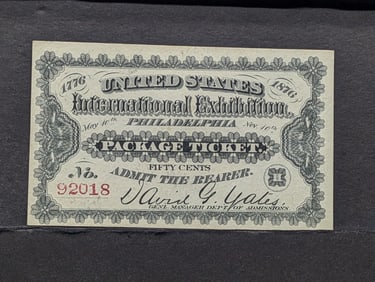 1776 UNITED STATES 1876
International Exhibition,
May 10th. PHILADELPHIA Nov. 10th.
PACKAGE TICKET.
FIFTY CENTS
No. ADMIT THE BEARER.
92018
David G. Yates.
GENL. MANAGER DEPT. OF ADMISSIONS.